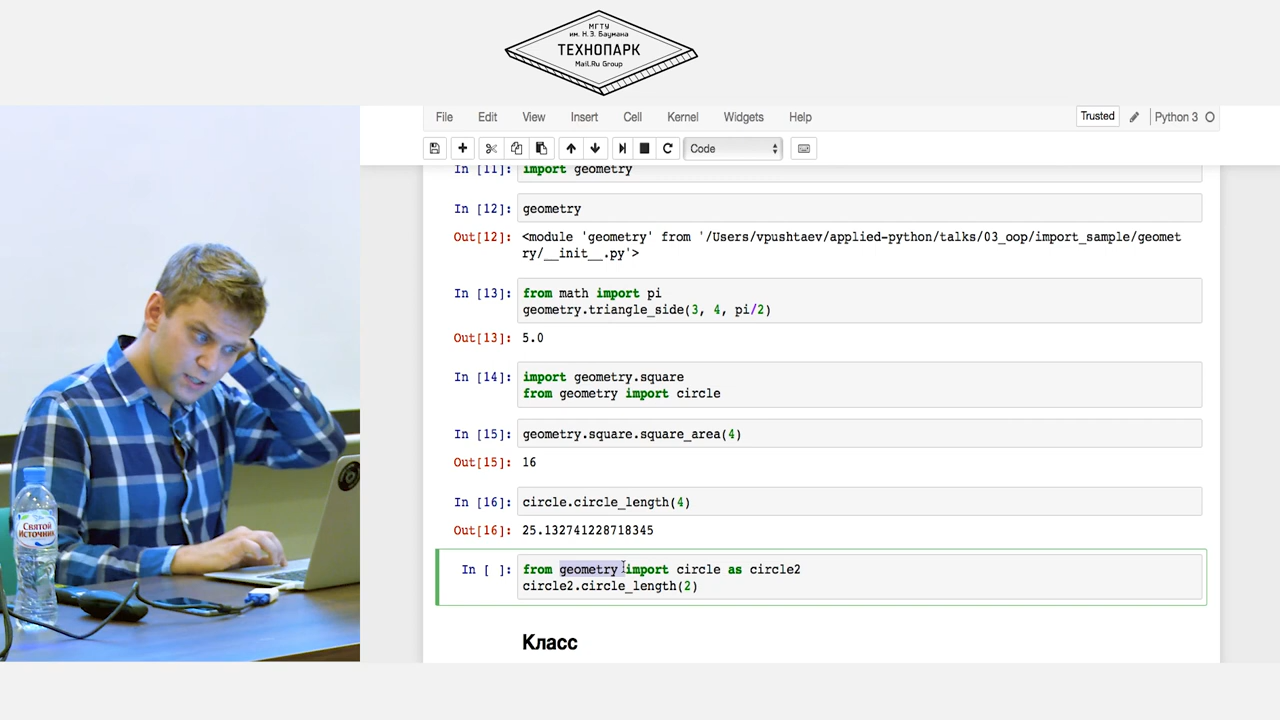 МГТУ
им. Н.Э. Баумана
ТЕХНОПАРК
Mail.Ru Group
File Edit View Insert Cell Kernel Widgets Help Trusted Python 3
Code
In [11]: import geometry
In [12]: geometry
Out[12]: <module 'geometry' from '/Users/vpushtaev/applied-python/talks/03_oop/import_sample/geomet
ry/__init__.py'>
In [13]: from math import pi
geometry.triangle_side(3, 4, pi/2)
Out[13]: 5.0
In [14]: import geometry.square
from geometry import circle
In [15]: geometry.square.square_area(4)
Out[15]: 16
In [16]: circle.circle_length(4)
Out[16]: 25.132741228718345
In [ ]: from geometry import circle as circle2
circle2.circle_length(2)
Класс
СВЯТОЙ
ИСТОЧНИК